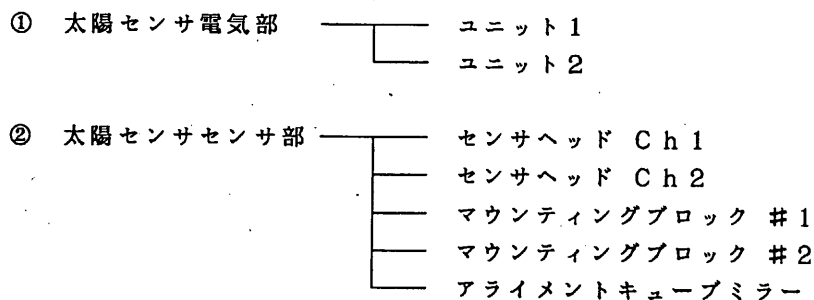 ① 太陽センサ電気部 ユニット1
ユニット2
② 太陽センサセンサ部 センサヘッド Ch1
センサヘッド Ch2
マウンティングブロック #1
マウンティングブロック #2
アライメントキューブミラー